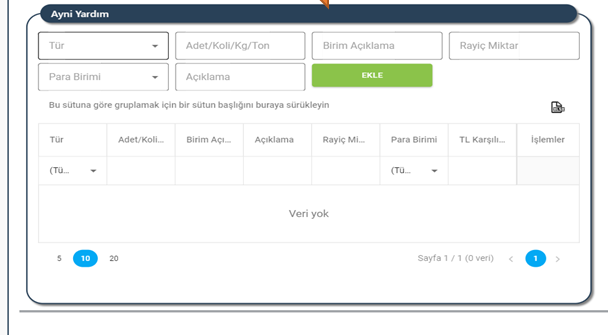 Ayni Yardım
Tür Adet/Koli/Kg/Ton Birim Açıklama Rayiç Miktar
Para Birimi Açıklama EKLE
Bu sütuna göre gruplamak için bir sütun başlığını buraya sürükleyin
Tür Adet/Koli... Birim Açı... Açıklama Rayiç Mi... Para Birimi TL Karşılı... İşlemler
(Tü... (Tü...
Veri yok
5 10 20 Sayfa 1 / 1 (0 veri) < 1 >